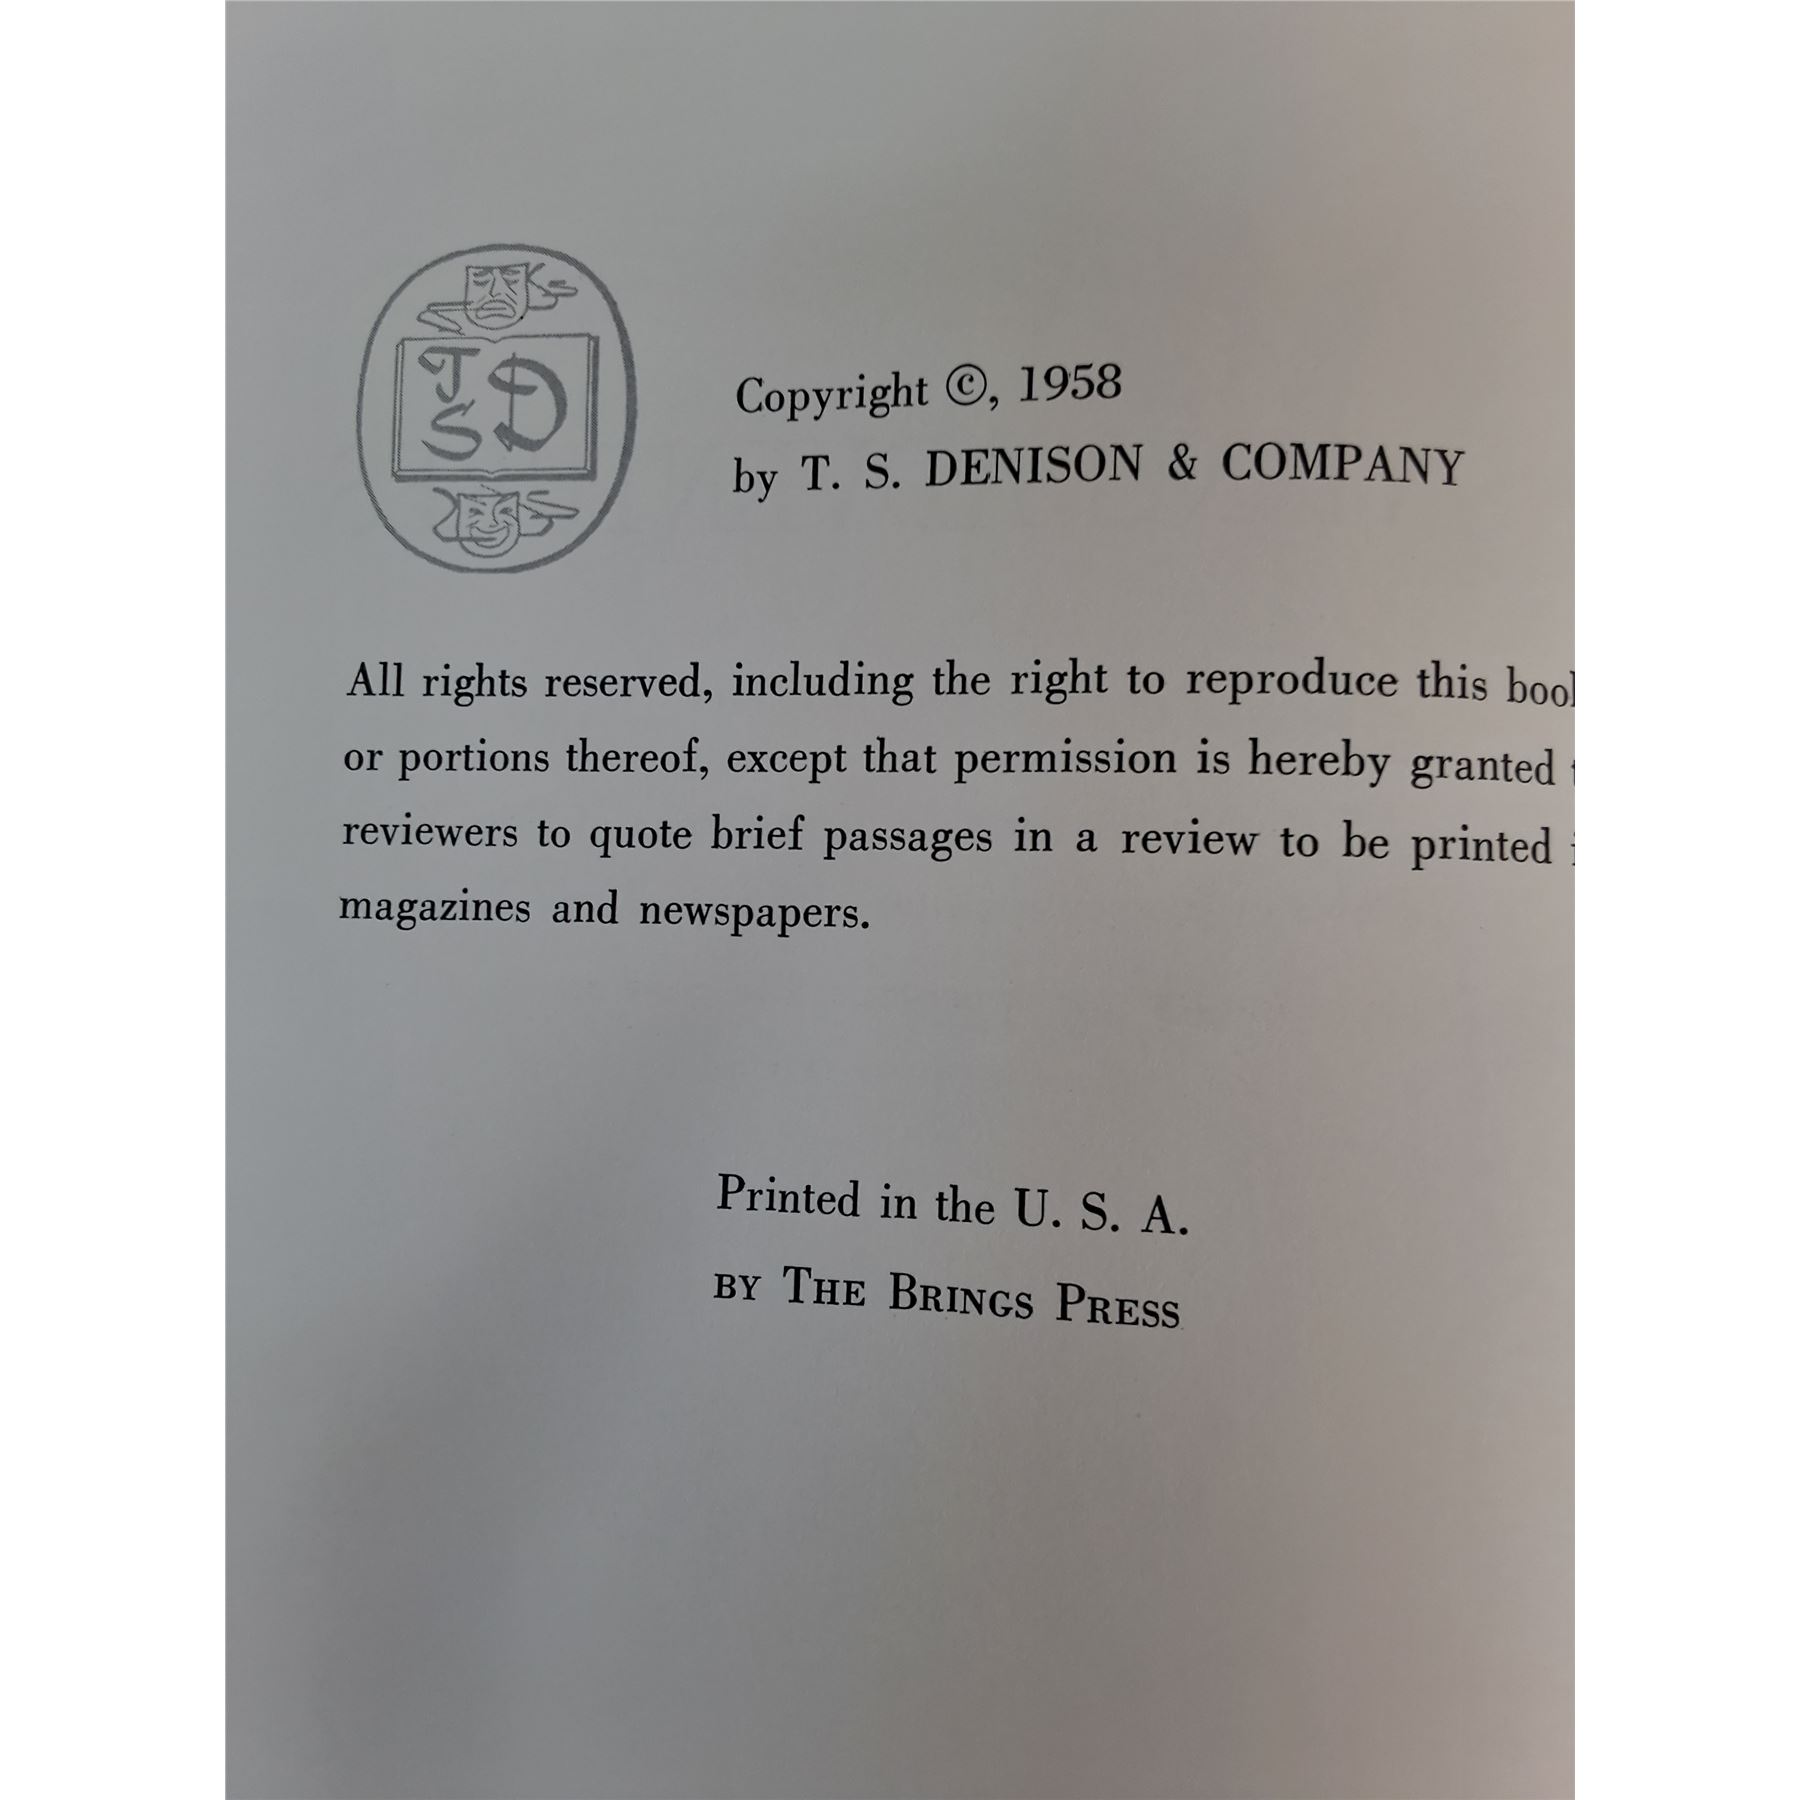 T
S D
Copyright ©, 1958
by T. S. DENISON & COMPANY
All rights reserved, including the right to reproduce this
or portions thereof, except that permission is hereby granted
reviewers to quote brief passages in a review to be printed
magazines and newspapers.
Printed in the U. S. A.
BY THE BRINGS PRESS